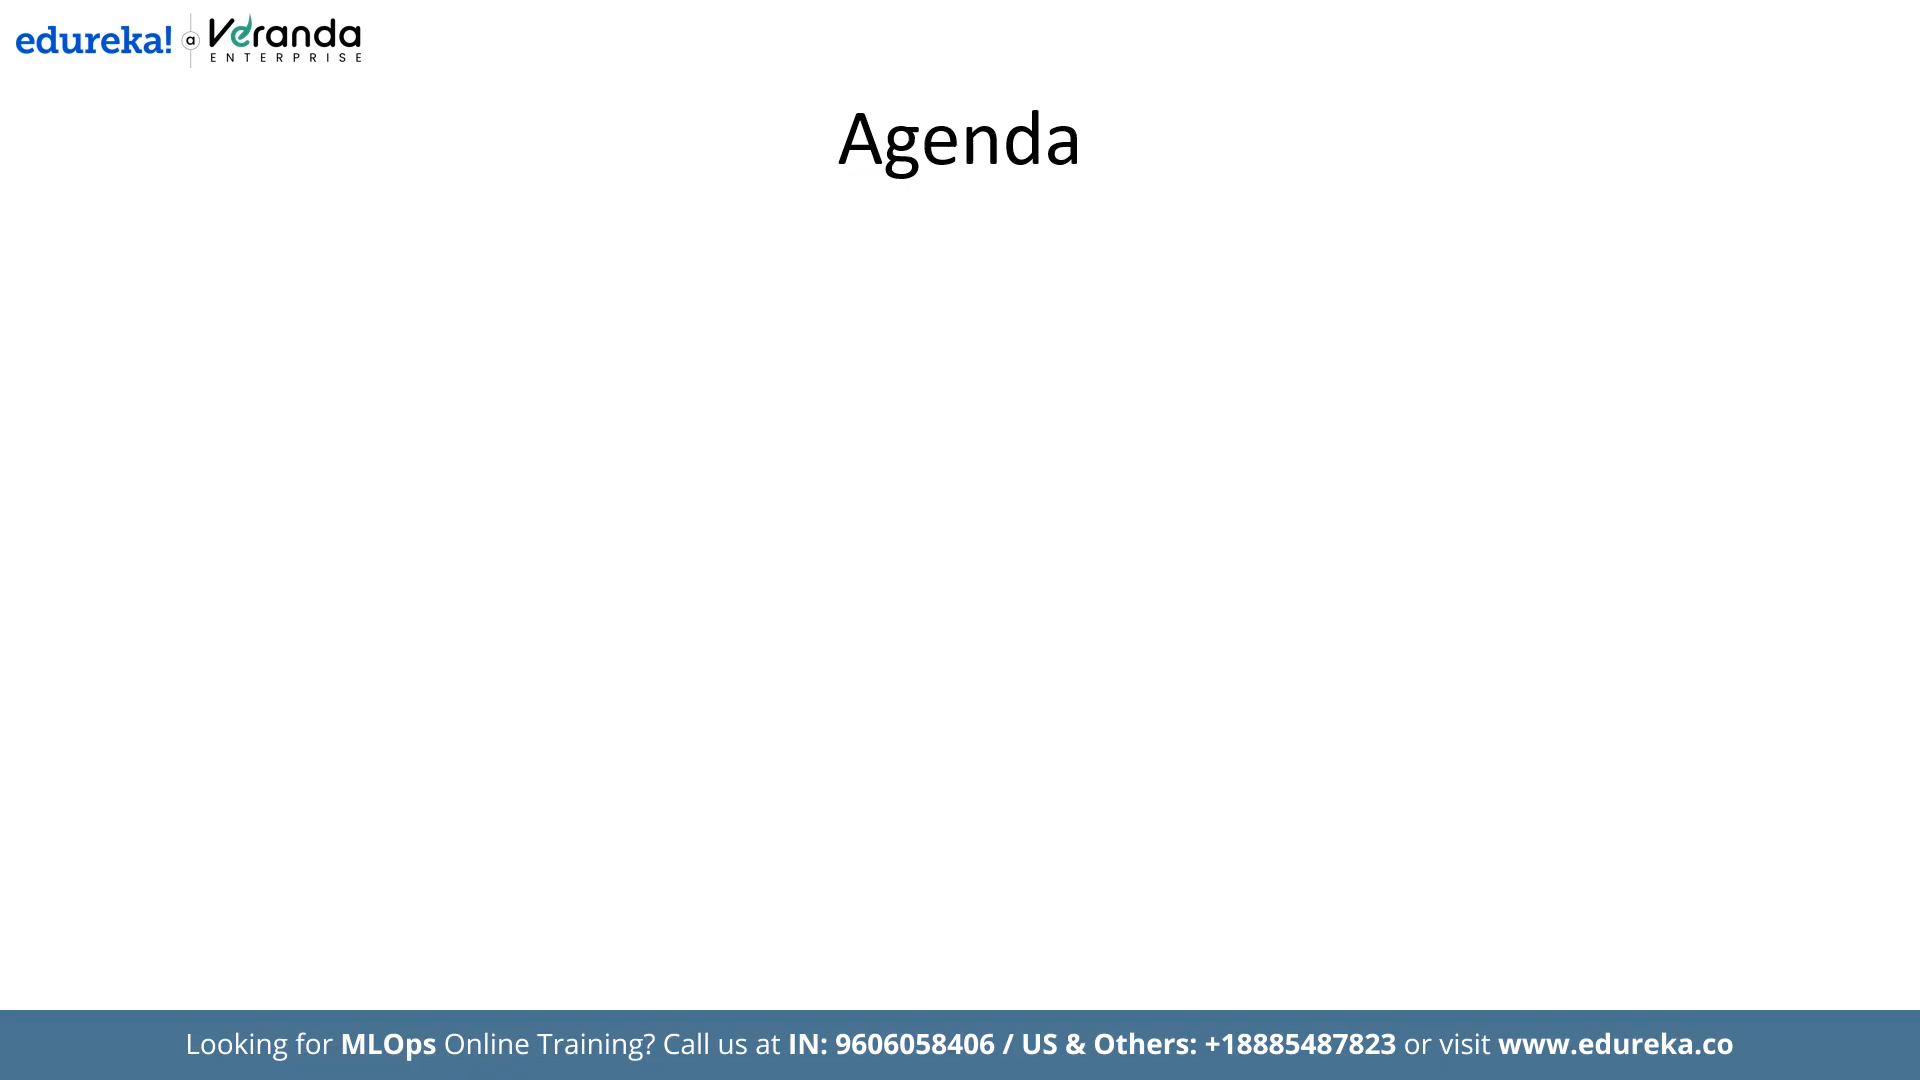 edureka! a Veranda
ENTERPRISE
Agenda
Looking for MLOps Online Training? Call us at IN: 9606058406 / US & Others: +18885487823 or visit www.edureka.co